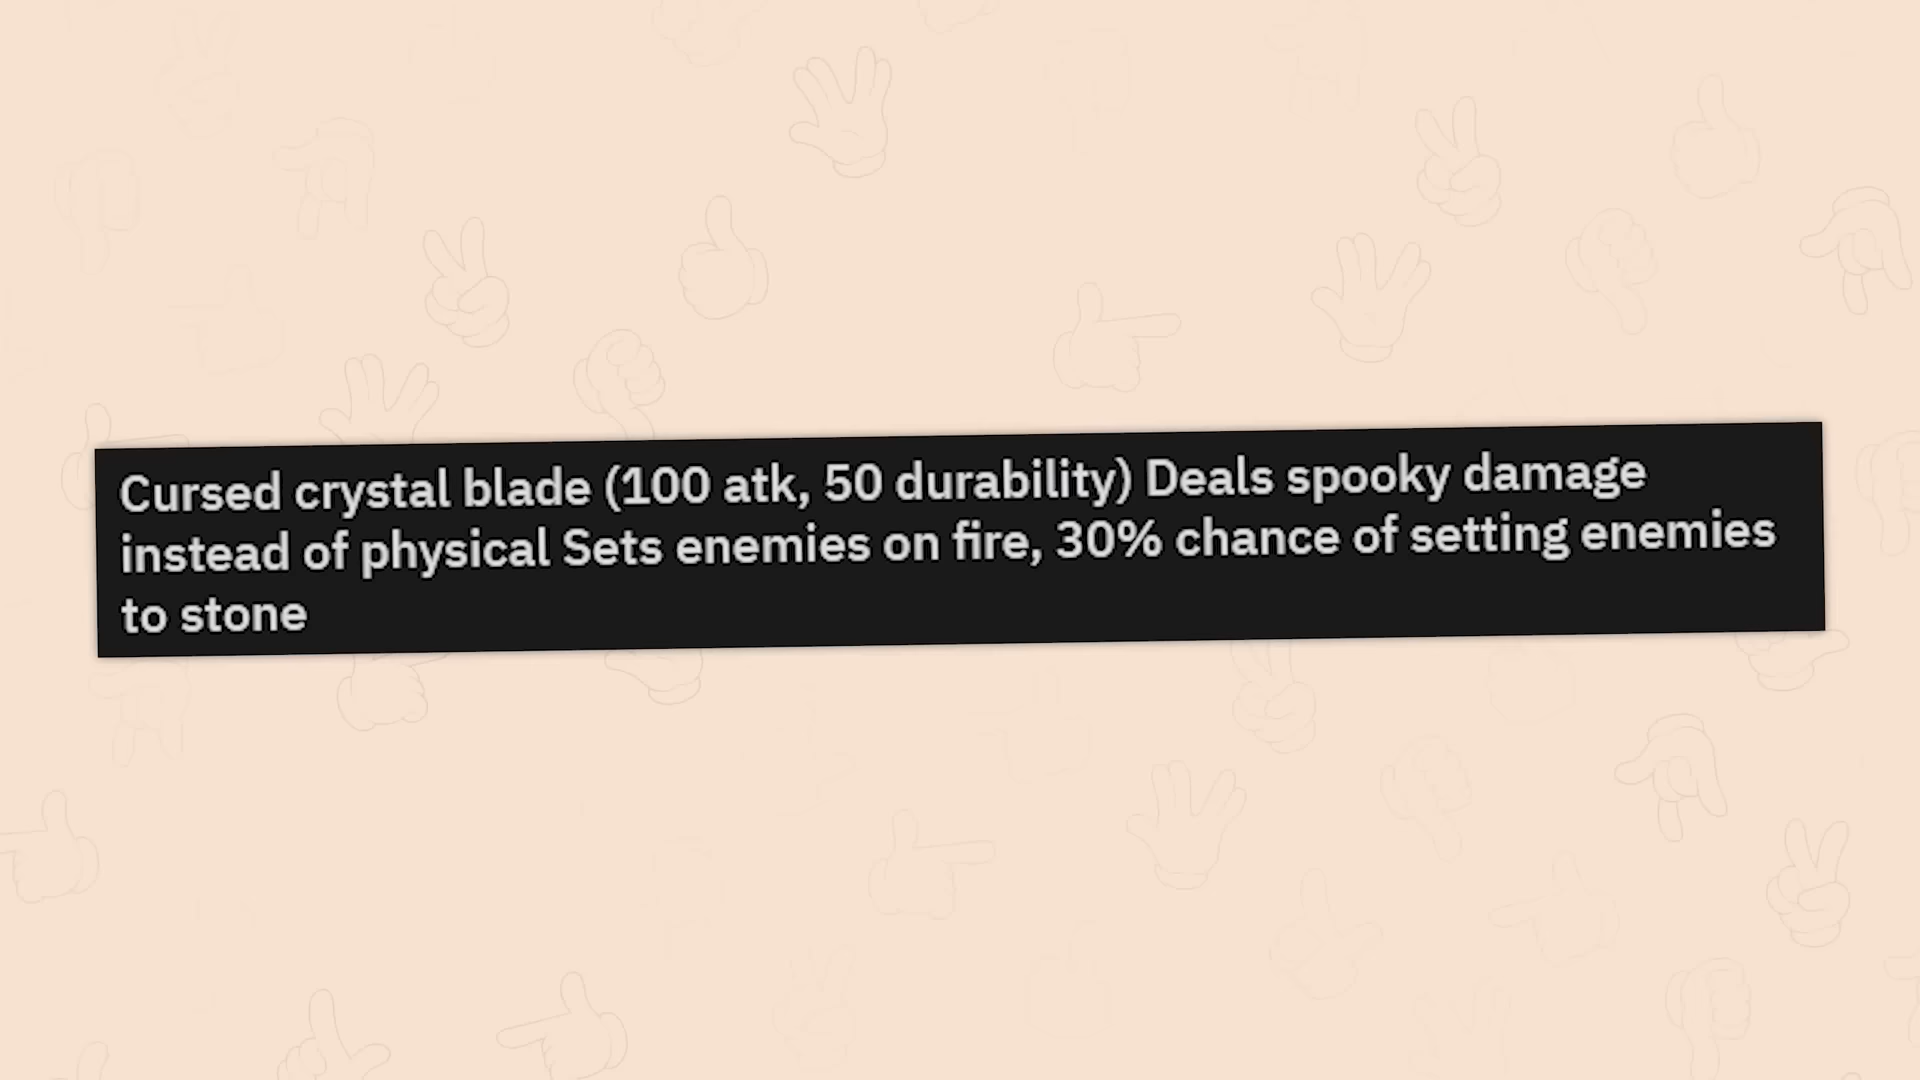 Cursed crystal blade (100 atk, 50 durability) Deals spooky damage
instead of physical Sets enemies on fire, 30% chance of setting enemies
to stone